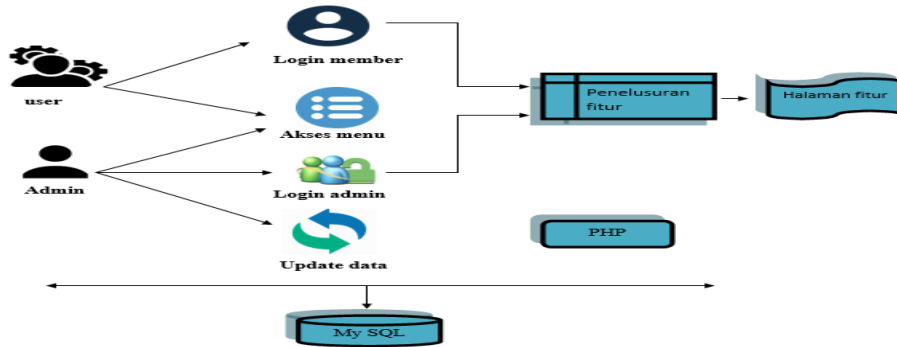 Login member
user
Penelusuran
fitur
Halaman fitur
Akses menu
Admin
Login admin
PHP
Update data
My SQL